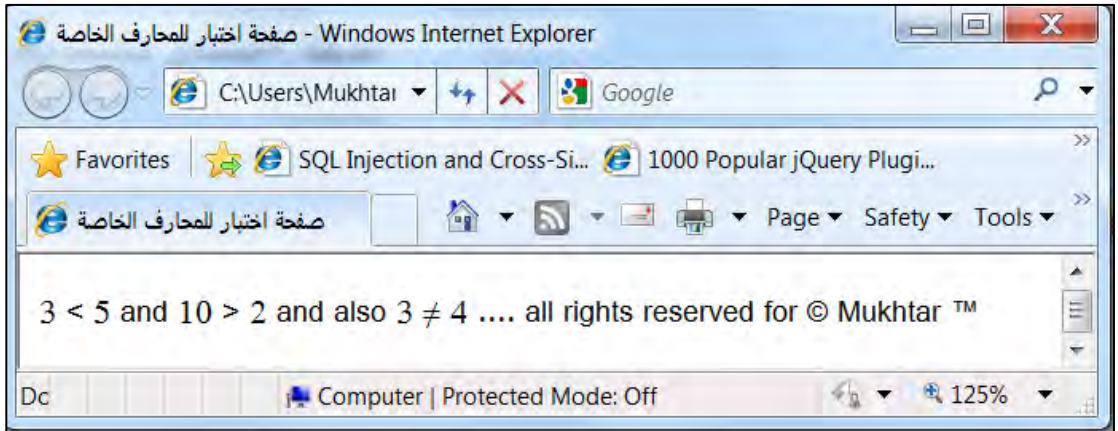 صفحة اختبار للمحارف الخاصة - Windows Internet Explorer
C:\Users\Mukhtar
Google
Favorites SQL Injection and Cross-Si... 1000 Popular jQuery Plugi...
صفحة اختبار للمحارف الخاصة Page Safety Tools
3 < 5 and 10 > 2 and also 3 ≠ 4 .... all rights reserved for © Mukhtar ™
Dc Computer | Protected Mode: Off 125%